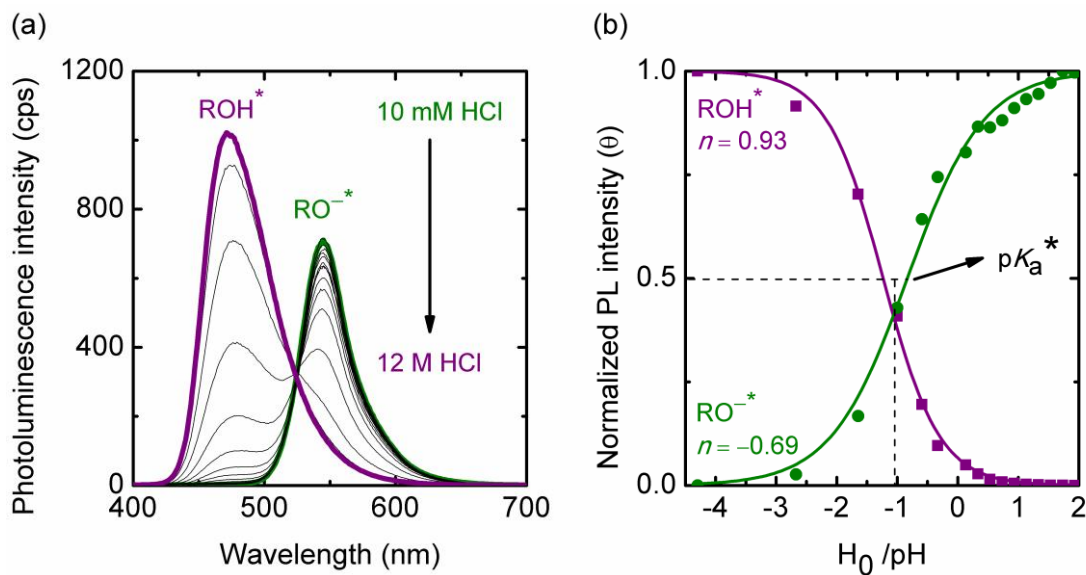 (a)
Photoluminescence intensity (cps)
1200
900
600
400
0
ROH*
RO⁻*
10 mM HCl
12 M HCl
400
500
600
700
Wavelength (nm)
(b)
Normalized PL intensity (θ)
1.0
0.5
0.0
ROH*
n = 0.93
pKₐ*
RO⁻*
n = −0.69
-4
-3
-2
-1
0
1
2
H₀ /pH